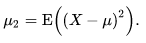 μ₂ = E((X − μ)²).